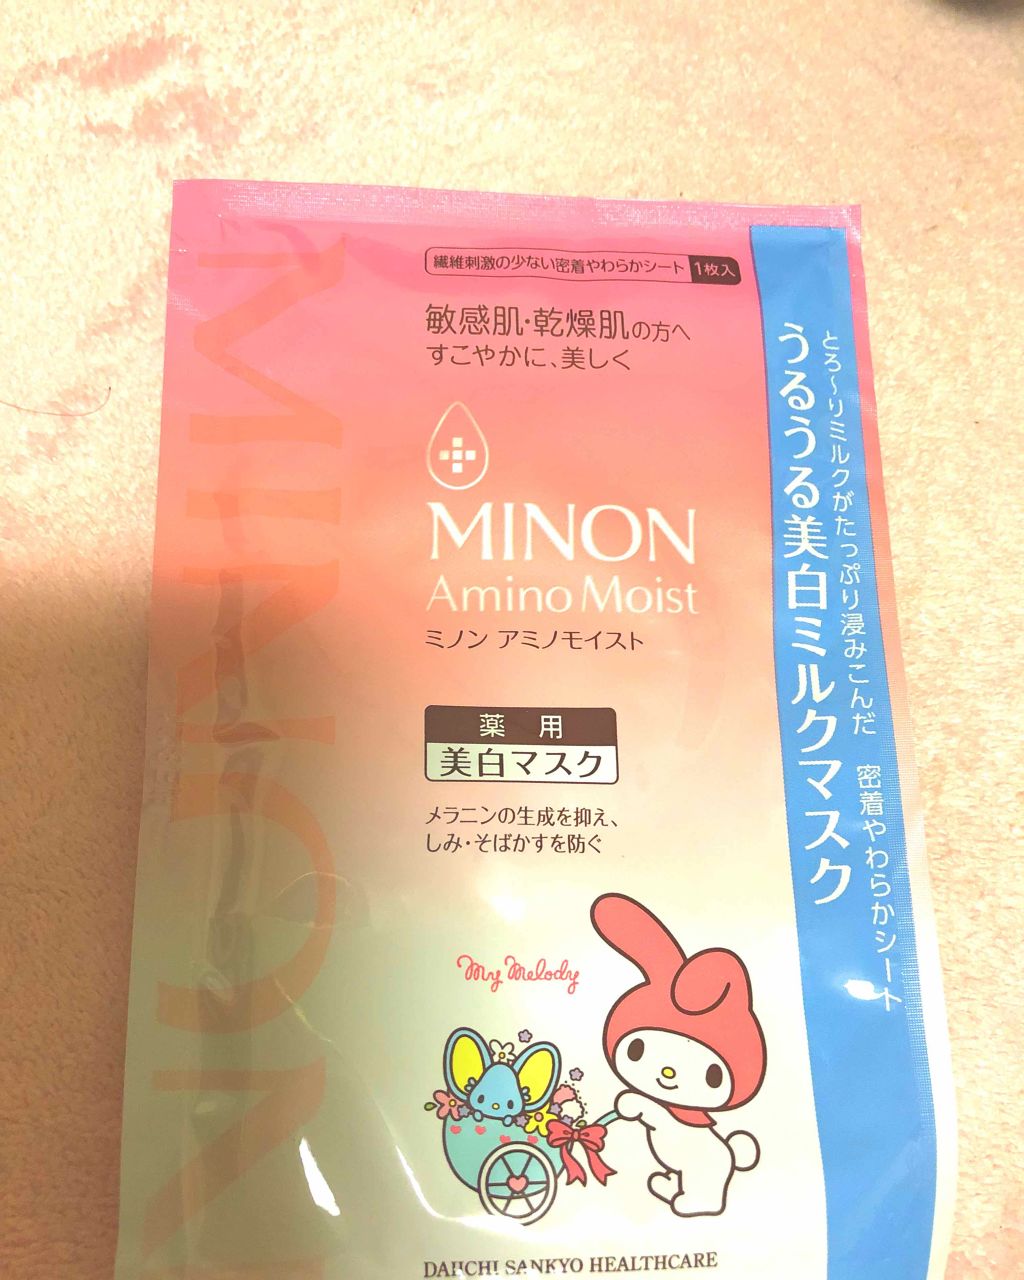 繊維刺激の少ない密着やわらかシート 1枚入
敏感肌・乾燥肌の方へ
すこやかに、美しく
MINON
Amino Moist
ミノン アミノモイスト
薬用
美白マスク
メラニンの生成を抑え、
しみ・そばかすを防ぐ
My Melody
DAIICHI SANKYO HEALTHCARE
とろ〜りミルクがたっぷり浸みこんだ 密着やわらかシート
うるうる美白ミルクマスク
MINON